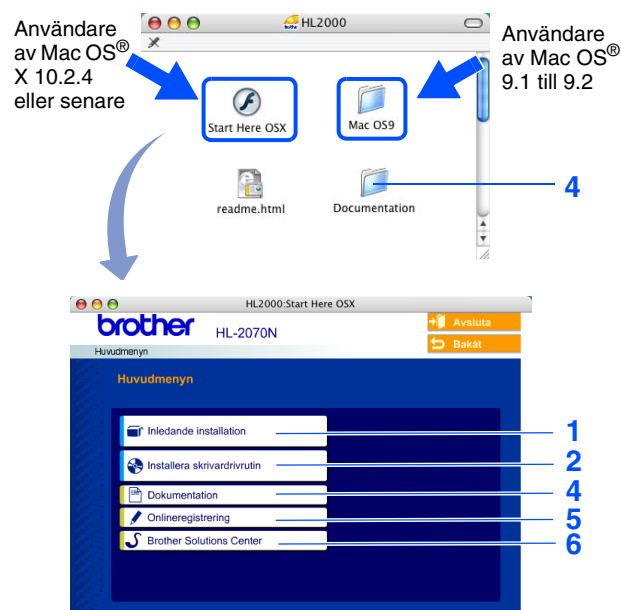 Användare
av Mac OS®
X 10.2.4
eller senare
HL2000
Användare
av Mac OS®
9.1 till 9.2
Start Here OSX
Mac OS9
readme.html
Documentation
4
HL2000:Start Here OSX
brother
HL-2070N
Avsluta
Bakåt
Huvudmenyn
Huvudmenyn
Inledande installation
1
Installera skrivardrivrutin
2
Dokumentation
4
Onlineregistrering
5
Brother Solutions Center
6